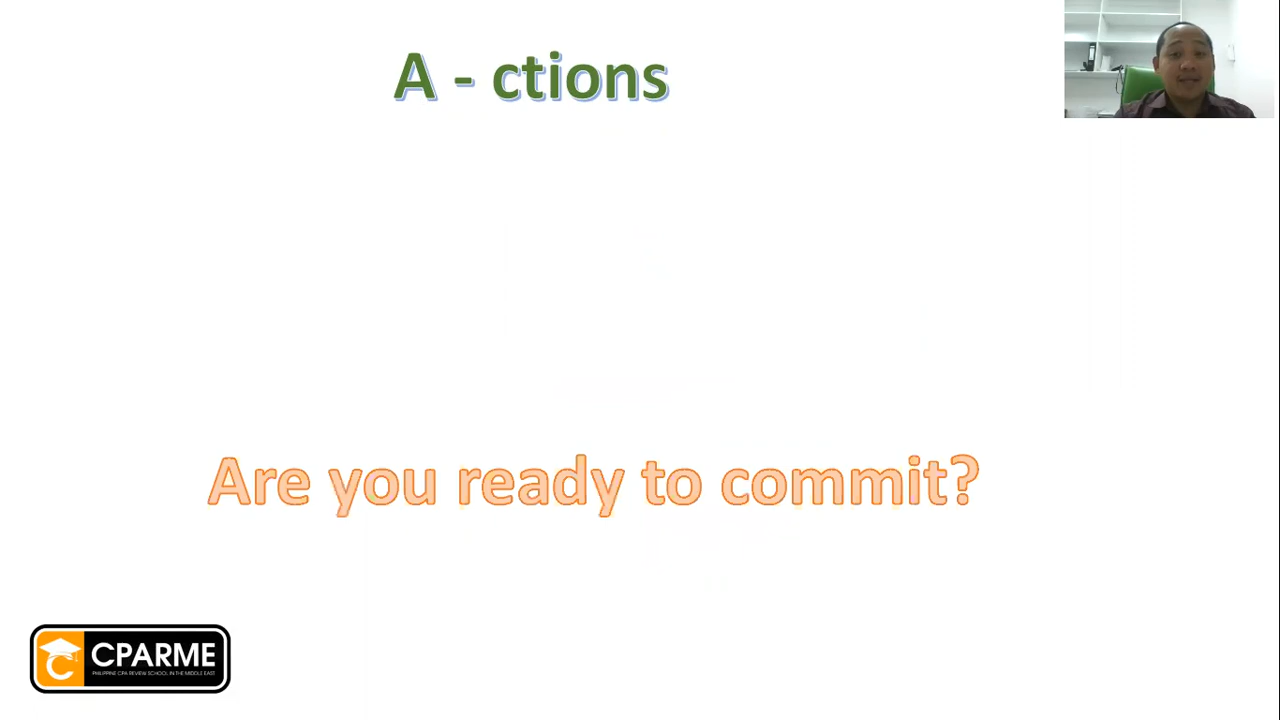 A - ctions
Are you ready to commit?
CPARME
PHILIPPINE CPA REVIEW SCHOOL IN THE MIDDLE EAST